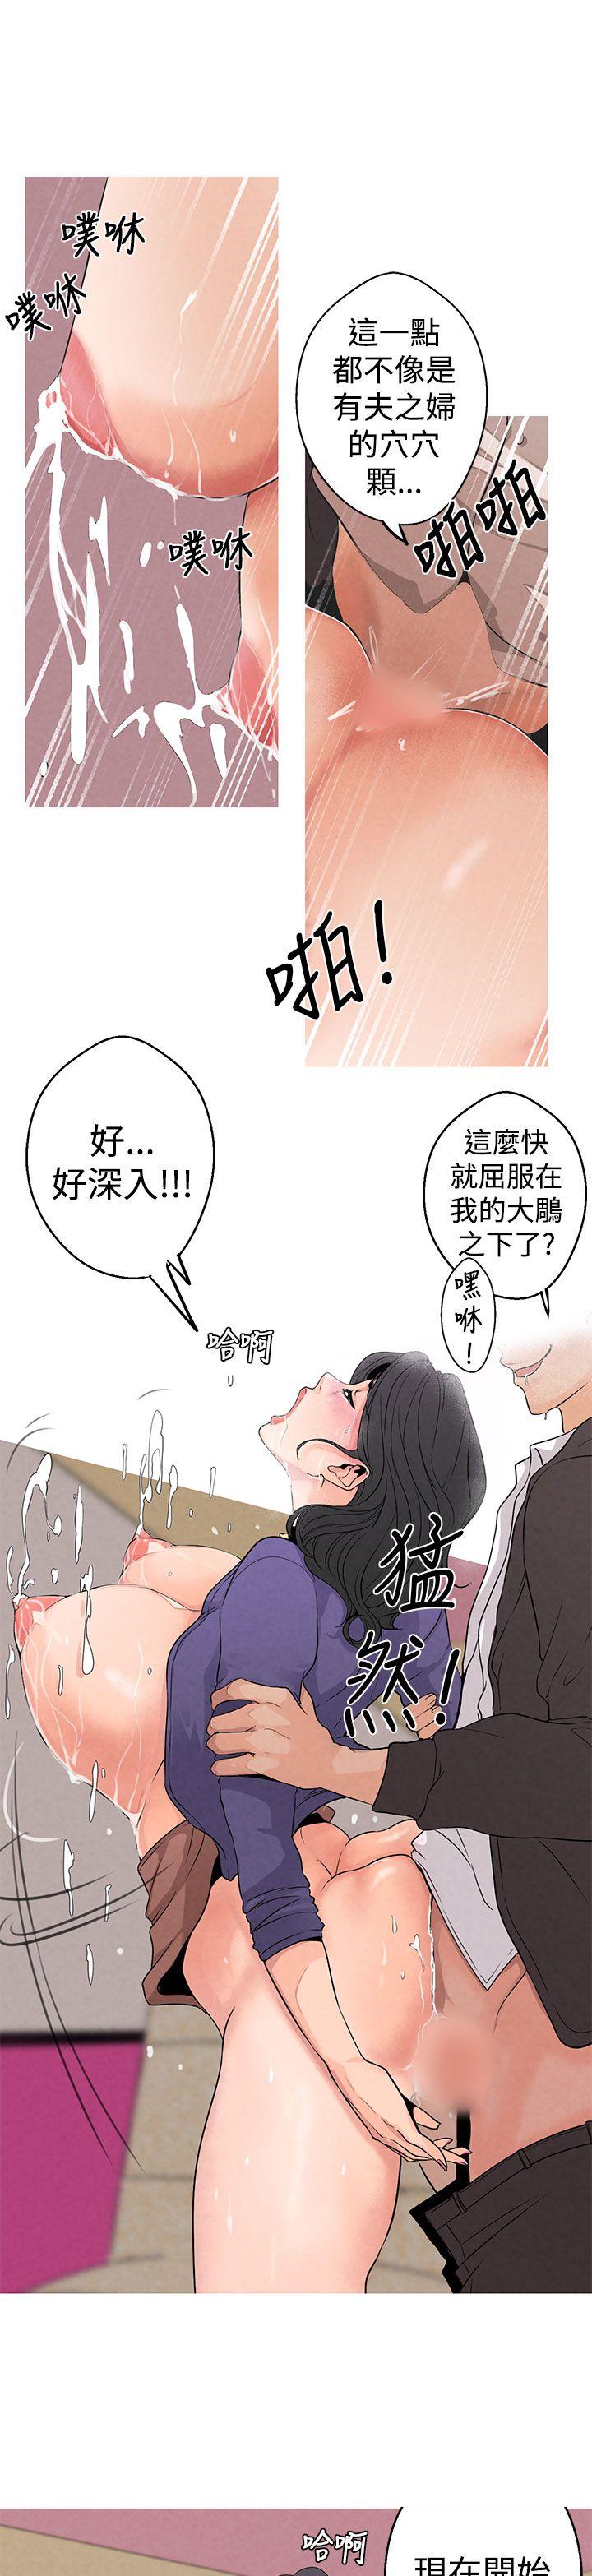 噗咻
噗咻
噗咻
這一點
都不像是
有夫之婦
的穴穴
顆...
啪啪
啪!
好...
好深入!!!
這麼快
就屈服在
我的大鵰
之下了?
嘿咻!
哈啊
猛然!
哈啊
現在開始